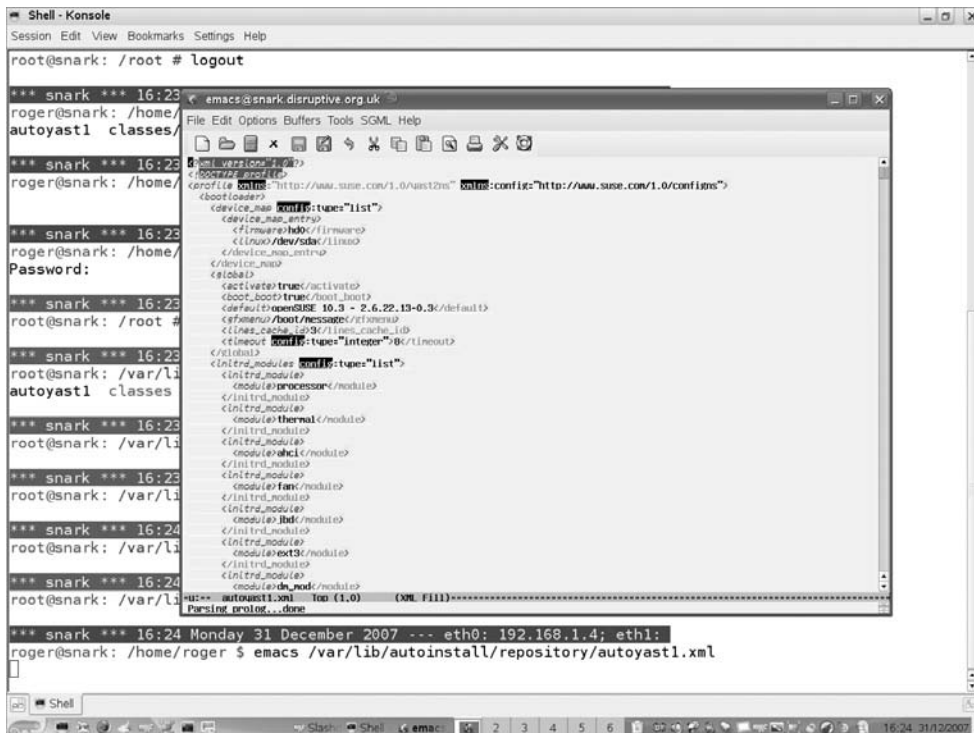 Shell - Konsole
Session Edit View Bookmarks Settings Help
root@snark: /root # logout
*** snark *** 16:23
roger@snark: /home/
autoyast1 classes/
*** snark *** 16:23
roger@snark: /home/
*** snark *** 16:23
roger@snark: /home/
Password:
*** snark *** 16:23
root@snark: /root #
*** snark *** 16:23
root@snark: /var/li
autoyast1 classes
*** snark *** 16:23
root@snark: /var/li
*** snark *** 16:23
root@snark: /var/li
*** snark *** 16:24
root@snark: /var/li
*** snark *** 16:24
root@snark: /var/li
*** snark *** 16:24 Monday 31 December 2007 --- eth0: 192.168.1.4; eth1:
roger@snark: /home/roger $ emacs /var/lib/autoinstall/repository/autoyast1.xml
emacs@snark.disruptive.org.uk
File Edit Options Buffers Tools SGML Help
<?xml version="1.0"?>
<!DOCTYPE profile>
<profile xmlns="http://www.suse.com/1.0/yast2ns" xmlns:config="http://www.suse.com/1.0/configns">
<bootloader>
<device_map config:type="list">
<device_map_entry>
<firmware>hd0</firmware>
<linux>/dev/sda</linux>
</device_map_entry>
</device_map>
<global>
<activate>true</activate>
<boot_boot>true</boot_boot>
<default>openSUSE 10.3 - 2.6.22.13-0.3</default>
<gfxmenu>/boot/message</gfxmenu>
<lines_cache_id>3</lines_cache_id>
<timeout config:type="integer">8</timeout>
</global>
<initrd_modules config:type="list">
<initrd_module>
<module>processor</module>
</initrd_module>
<initrd_module>
<module>thermal</module>
</initrd_module>
<initrd_module>
<module>ahci</module>
</initrd_module>
<initrd_module>
<module>fan</module>
</initrd_module>
<initrd_module>
<module>jbd</module>
</initrd_module>
<initrd_module>
<module>ext3</module>
</initrd_module>
<initrd_module>
<module>dm_mod</module>
-u:-- autoyast1.xml Top (1,0) (XML Fill)
Parsing prolog...done
Shell
Slash Shell emacs 2 3 4 5 6 16:24 31/12/2007